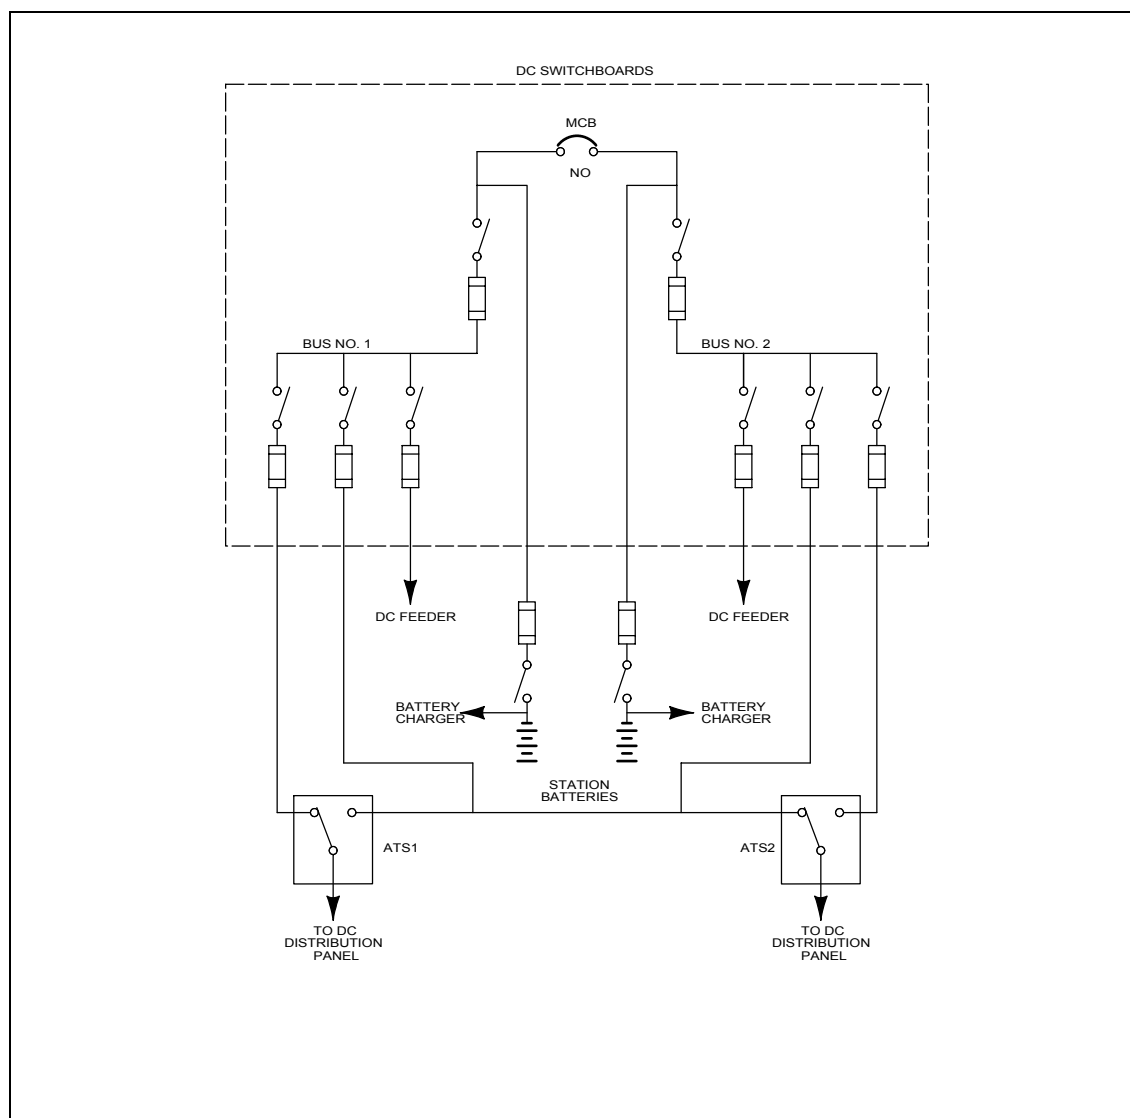 DC SWITCHBOARDS
MCB
NO
BUS NO. 1
BUS NO. 2
DC FEEDER
DC FEEDER
BATTERY
CHARGER
BATTERY
CHARGER
STATION
BATTERIES
ATS1
ATS2
TO DC
DISTRIBUTION
PANEL
TO DC
DISTRIBUTION
PANEL